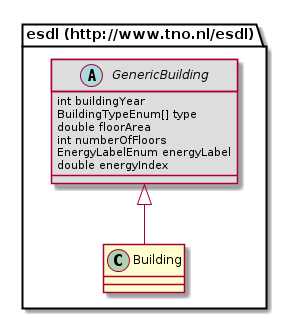 esdl (http://www.tno.nl/esdl)
A GenericBuilding
int buildingYear
BuildingTypeEnum[] type
double floorArea
int numberOfFloors
EnergyLabelEnum energyLabel
double energyIndex
C Building